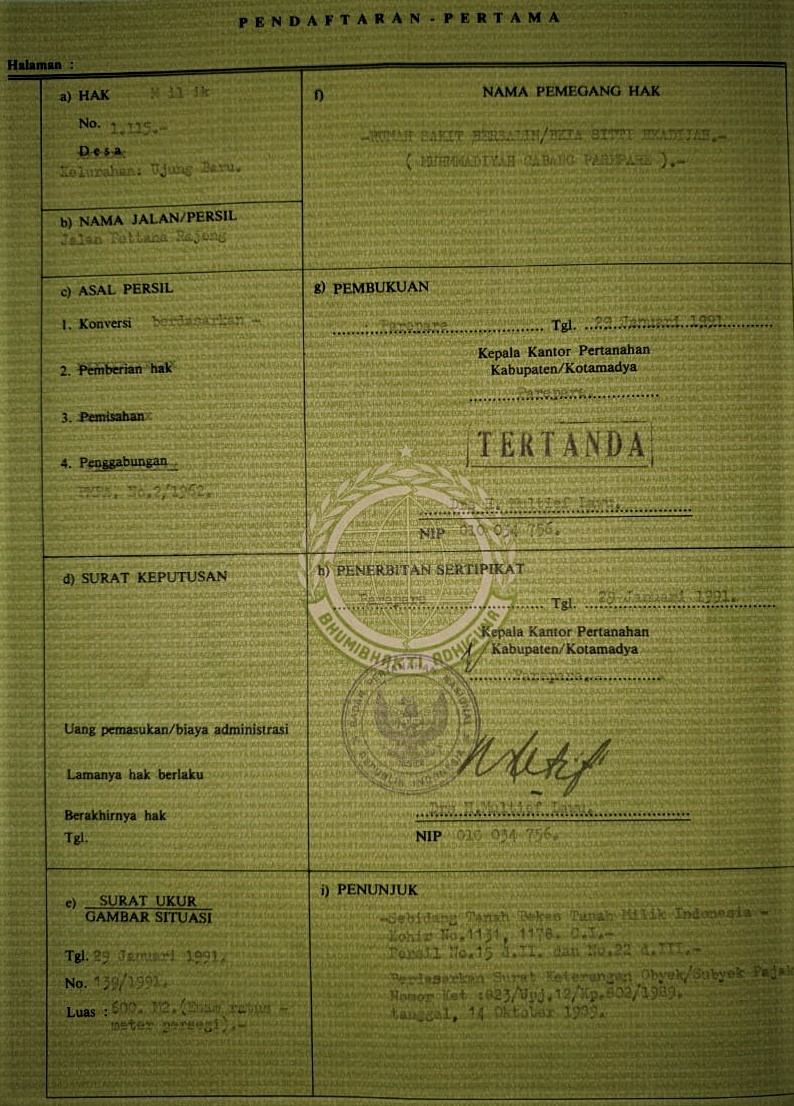 PENDAFTARAN - PERTAMA
Halaman :
a) HAK Milik
No. 1.115.-
Desa
Kelurahan: Ujung Baru.
b) NAMA JALAN/PERSIL
Jalan Pettana Rajeng
c) ASAL PERSIL
1. Konversi berdasarkan -
2. Pemberian hak
3. Pemisahan
4. Penggabungan
PMPA. No.2/1962.
d) SURAT KEPUTUSAN
Uang pemasukan/biaya administrasi
Lamanya hak berlaku
Berakhirnya hak
Tgl.
e) SURAT UKUR
GAMBAR SITUASI
Tgl. 29 Januari 1991.
No. 139/1991.
Luas : 600. M2.(Enam ratus -
meter persegi).-
f) NAMA PEMEGANG HAK
-RUMAH SAKIT BERSALIN/BKIA SITTI KHADIJAH.-
( MUHAMMADIYAH CABANG PAREPARE ).-
g) PEMBUKUAN
Parepare Tgl. 29 Januari 1991
Kepala Kantor Pertanahan
Kabupaten/Kotamadya
Parepare.
TERTANDA
Drs H. Multief Lawu.
NIP 010 034 756.
h) PENERBITAN SERTIPIKAT
Parepare Tgl. 29 Januari 1991.
Kepala Kantor Pertanahan
Kabupaten/Kotamadya
Parepare.
BHUMIBHAKTI ADHIGUNA
BADAN PERTANAHAN NASIONAL
REPUBLIK INDONESIA
Drs H.Multief Lawu.
NIP 010 034 756.
i) PENUNJUK
-Sebidang Tanah Bekas Tanah Milik Indonesia -
Kohir No.1131, 1178. C.I.-
Persil No.15 d.II. dan No.22 d.III.-
Berdasarkan Surat Keterangan Obyek/Subyek Pajak
Nomor Ket :823/Wpj.12/Kp.802/1989.
tanggal, 14 Oktober 1989.